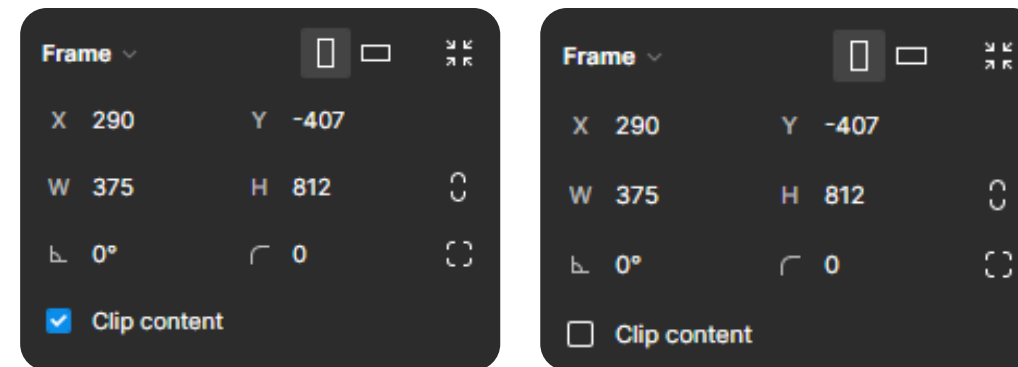 Frame
X 290 Y -407
W 375 H 812
0° 0
Clip content
Frame
X 290 Y -407
W 375 H 812
0° 0
Clip content